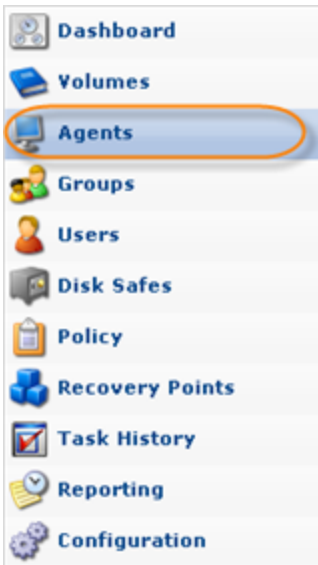 Dashboard
Volumes
Agents
Groups
Users
Disk Safes
Policy
Recovery Points
Task History
Reporting
Configuration